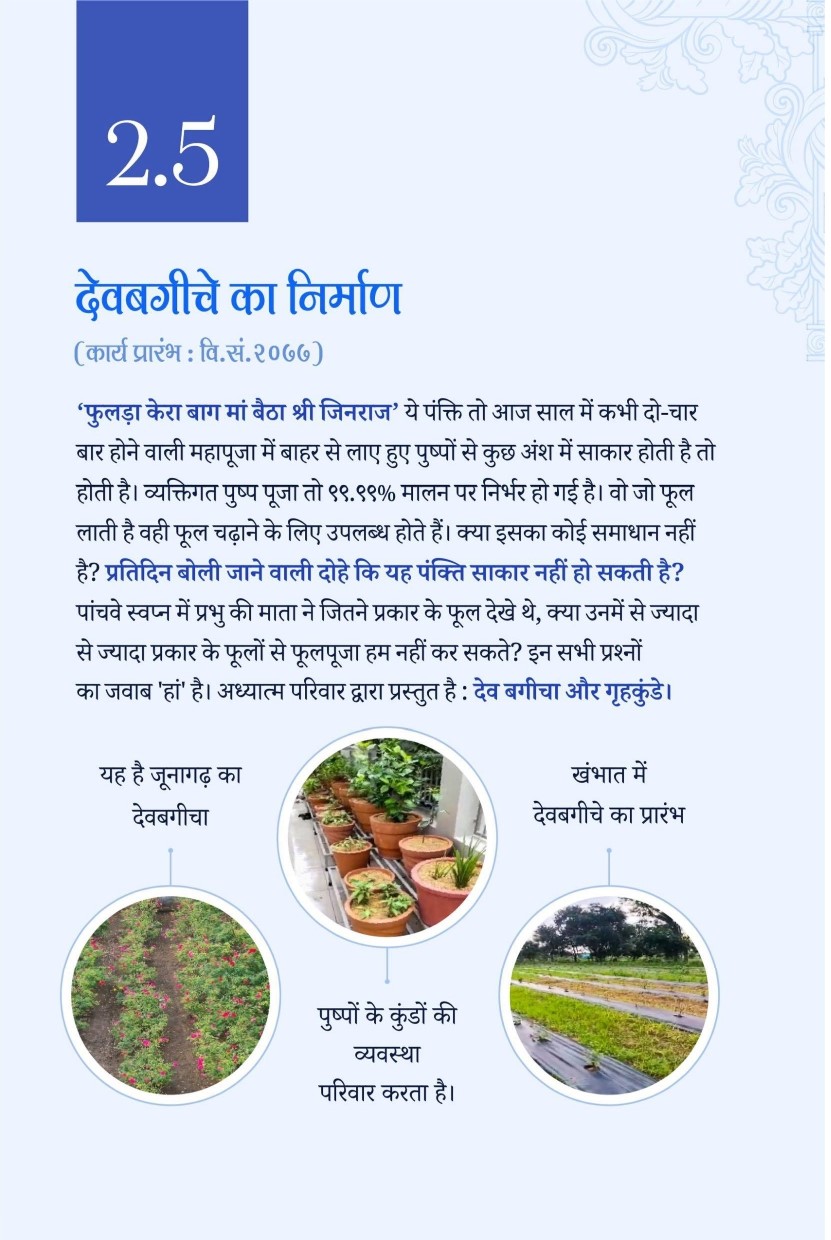 2.5
देवबगीचे का निर्माण
(कार्य प्रारंभ : वि.सं.२०७७)
‘फुलड़ा केरा बाग मां बैठा श्री जिनराज’ ये पंक्ति तो आज साल में कभी दो-चार
बार होने वाली महापूजा में बाहर से लाए हुए पुष्पों से कुछ अंश में साकार होती है तो
होती है। व्यक्तिगत पुष्प पूजा तो ९९.९९% मालन पर निर्भर हो गई है। वो जो फूल
लाती है वही फूल चढ़ाने के लिए उपलब्ध होते हैं। क्या इसका कोई समाधान नहीं
है? प्रतिदिन बोली जाने वाली दोहे कि यह पंक्ति साकार नहीं हो सकती है?
पांचवे स्वप्न में प्रभु की माता ने जितने प्रकार के फूल देखे थे, क्या उनमें से ज्यादा
से ज्यादा प्रकार के फूलों से फूलपूजा हम नहीं कर सकते? इन सभी प्रश्नों
का जवाब 'हां' है। अध्यात्म परिवार द्वारा प्रस्तुत है : देव बगीचा और गृहकुंडे।
यह है जूनागढ़ का
देवबगीचा
खंभात में
देवबगीचे का प्रारंभ
पुष्पों के कुंडों की
व्यवस्था
परिवार करता है।